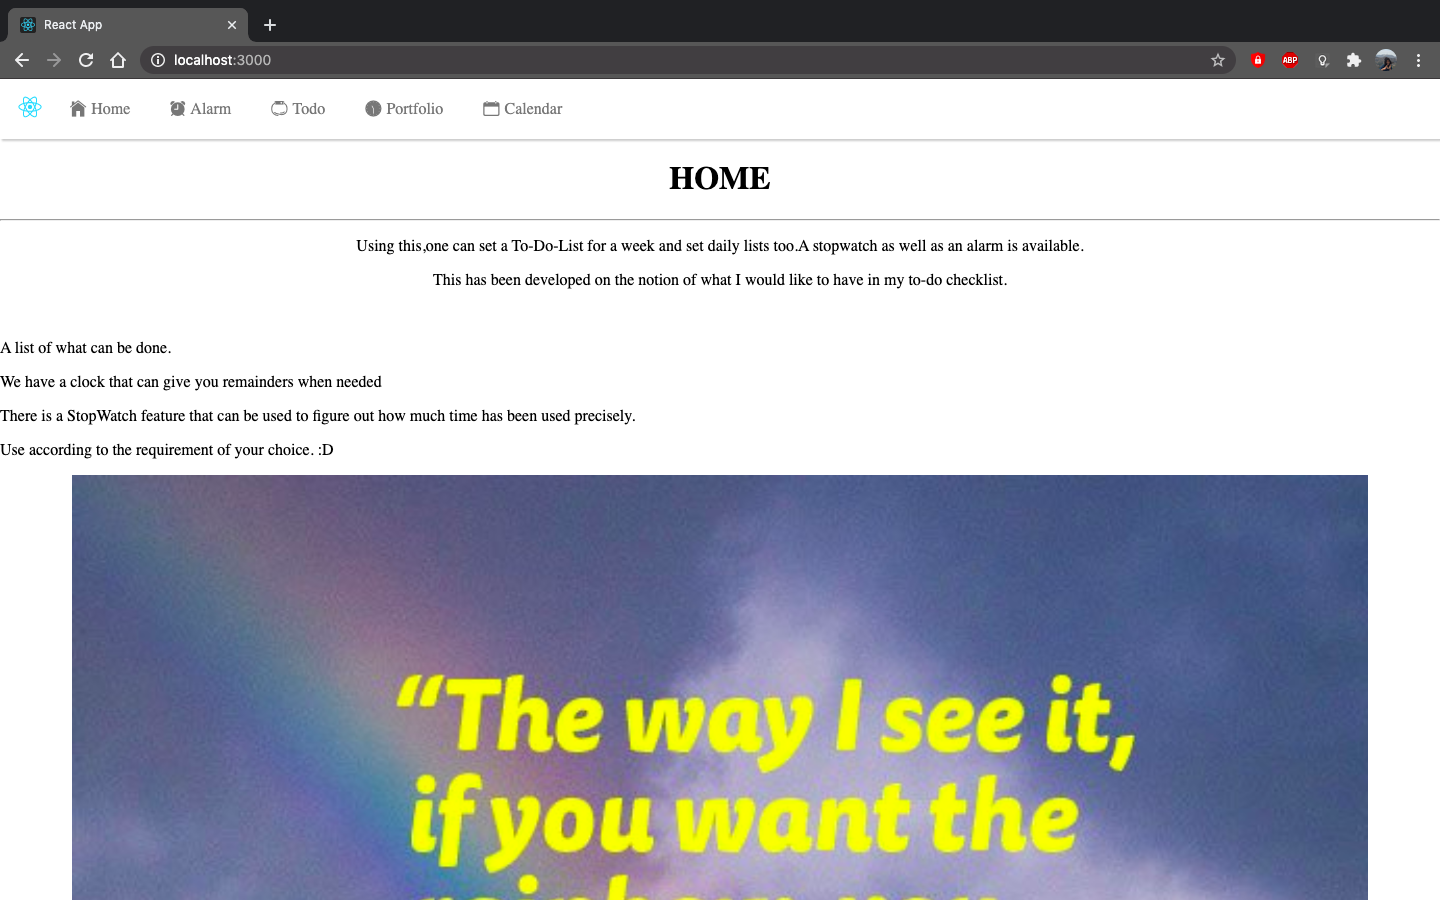 React App
localhost:3000
ABP
Home Alarm Todo Portfolio Calendar
HOME
Using this,one can set a To-Do-List for a week and set daily lists too.A stopwatch as well as an alarm is available.
This has been developed on the notion of what I would like to have in my to-do checklist.
A list of what can be done.
We have a clock that can give you remainders when needed
There is a StopWatch feature that can be used to figure out how much time has been used precisely.
Use according to the requirement of your choice. :D
“The way I see it,
if you want the
rainbow, you